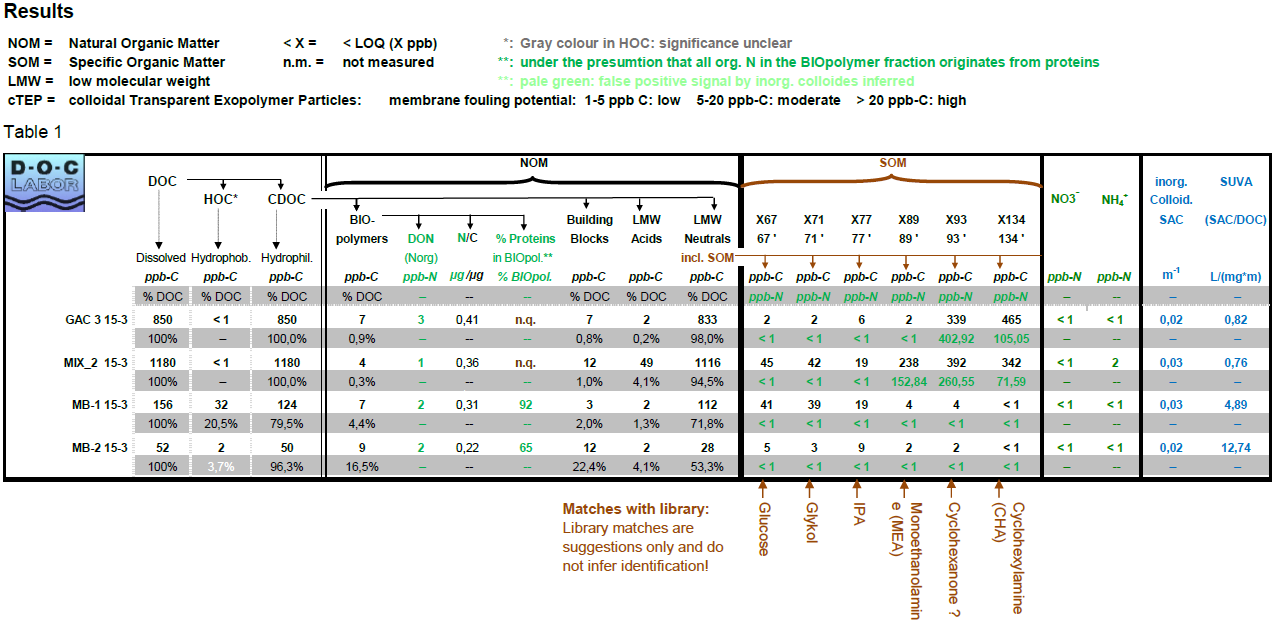 Results
NOM = Natural Organic Matter < X = < LOQ (X ppb) *: Gray colour in HOC: significance unclear
SOM = Specific Organic Matter n.m. = not measured **: under the presumtion that all org. N in the BIOpolymer fraction originates from proteins
LMW = low molecular weight **: pale green: false positive signal by inorg. colloides inferred
cTEP = colloidal Transparent Exopolymer Particles: membrane fouling potential: 1-5 ppb C: low 5-20 ppb-C: moderate > 20 ppb-C: high
Table 1
D-O-C
LABOR
NOM SOM
DOC
HOC* CDOC NO3⁻ NH₄⁺ inorg. SUVA
Colloid.
BIO- Building LMW LMW X67 X71 X77 X89 X93 X134 SAC (SAC/DOC)
polymers DON N/C % Proteins Blocks Acids Neutrals 67 ' 71 ' 77 ' 89 ' 93 ' 134 '
Dissolved Hydrophob. Hydrophil. (Norg) in BIOpol.** incl. SOM
ppb-C ppb-C ppb-C ppb-C ppb-N µg /µg % BIOpol. ppb-C ppb-C ppb-C ppb-C ppb-C ppb-C ppb-C ppb-C ppb-C ppb-N ppb-N m⁻¹ L/(mg*m)
% DOC % DOC % DOC % DOC -- -- -- % DOC % DOC % DOC ppb-N ppb-N ppb-N ppb-N ppb-N ppb-N – – – –
GAC 3 15-3 850 < 1 850 7 3 0,41 n.q. 7 2 833 2 2 6 2 339 465 < 1 < 1 0,02 0,82
100% – 100,0% 0,9% -- -- -- 0,8% 0,2% 98,0% < 1 < 1 < 1 < 1 402,92 105,05 – – – –
MIX_2 15-3 1180 < 1 1180 4 1 0,36 n.q. 12 49 1116 45 42 19 238 392 342 < 1 2 0,03 0,76
100% – 100,0% 0,3% -- -- -- 1,0% 4,1% 94,5% < 1 < 1 < 1 152,84 260,55 71,59 – – – –
MB-1 15-3 156 32 124 7 2 0,31 92 3 2 112 41 39 19 4 4 < 1 < 1 < 1 0,03 4,89
100% 20,5% 79,5% 4,4% -- -- -- 2,0% 1,3% 71,8% < 1 < 1 < 1 < 1 < 1 < 1 – – – –
MB-2 15-3 52 2 50 9 2 0,22 65 12 2 28 5 3 9 2 2 < 1 < 1 < 1 0,02 12,74
100% 3,7% 96,3% 16,5% -- -- -- 22,4% 4,1% 53,3% < 1 < 1 < 1 < 1 < 1 < 1 – – – –
Matches with library:
Library matches are
suggestions only and do
not infer identification!
Glucose
Glykol
IPA
Monoethanolamin
e (MEA)
Cyclohexanone ?
Cyclohexylamine
(CHA)